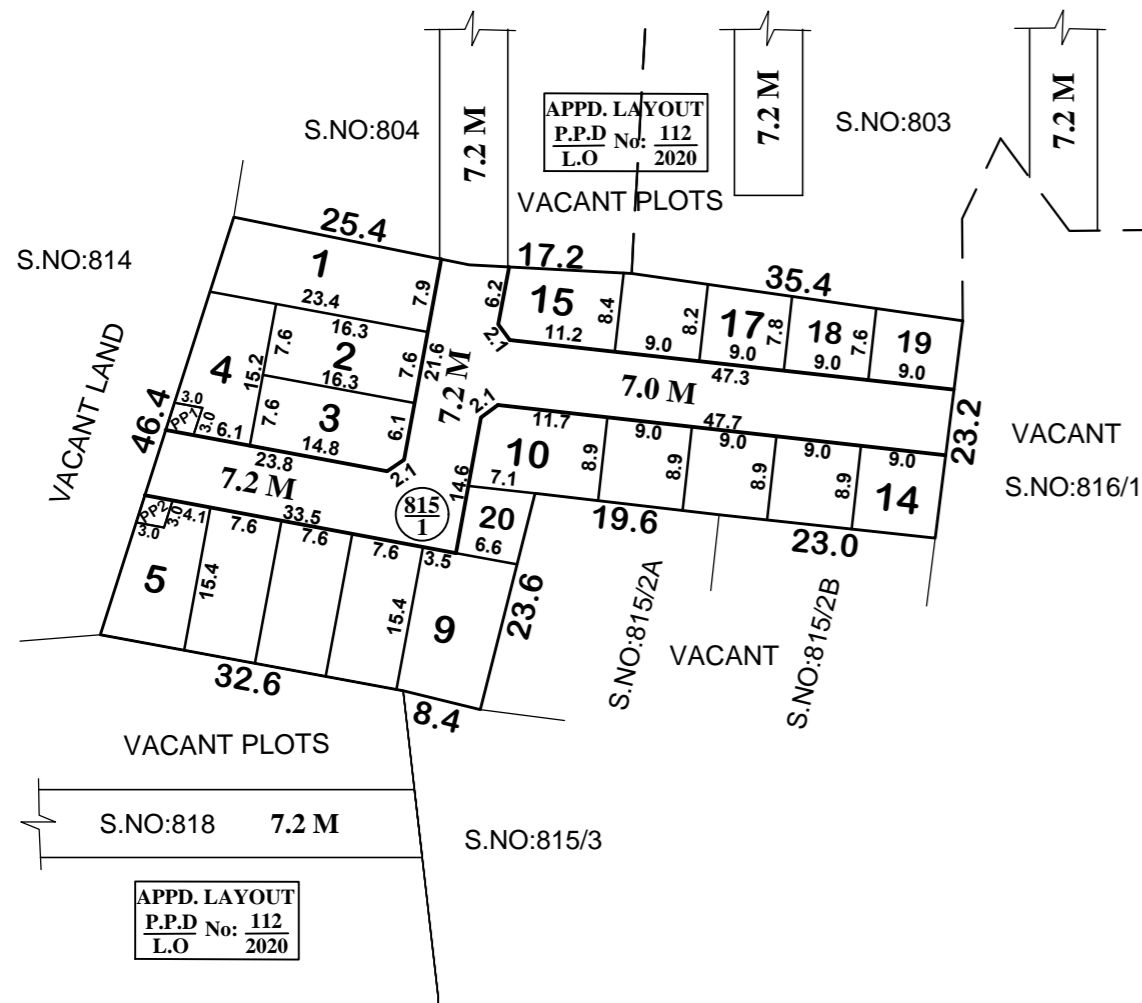 7.2 M
7.2 M
7.2 M
APPD. LAYOUT
P.P.D No: 112
L.O 2020
S.NO:804
S.NO:803
VACANT PLOTS
S.NO:814
25.4
17.2
35.4
1
7.9
23.4
6.2
15
8.4
8.2
17
7.8
18
7.6
19
2.1
11.2
9.0
9.0
9.0
9.0
47.3
4
15.2
7.6
16.3
2
7.6
16.3
21.6
7.2 M
7.0 M
VACANT LAND
46.4
3.0
PP1
3.0
6.1
7.6
3
14.8
6.1
2.1
2.1
23.8
7.2 M
11.7
47.7
9.0
9.0
9.0
9.0
10
8.9
8.9
8.9
8.9
14
7.1
14.6
23.2
VACANT
S.NO:816/1
815
1
20
6.6
19.6
23.0
PP2
3.0
3.0
4.1
33.5
7.6
7.6
7.6
3.5
5
15.4
15.4
9
23.6
S.NO:815/2A
VACANT
S.NO:815/2B
32.6
8.4
VACANT PLOTS
S.NO:818 7.2 M
S.NO:815/3
APPD. LAYOUT
P.P.D No: 112
L.O 2020